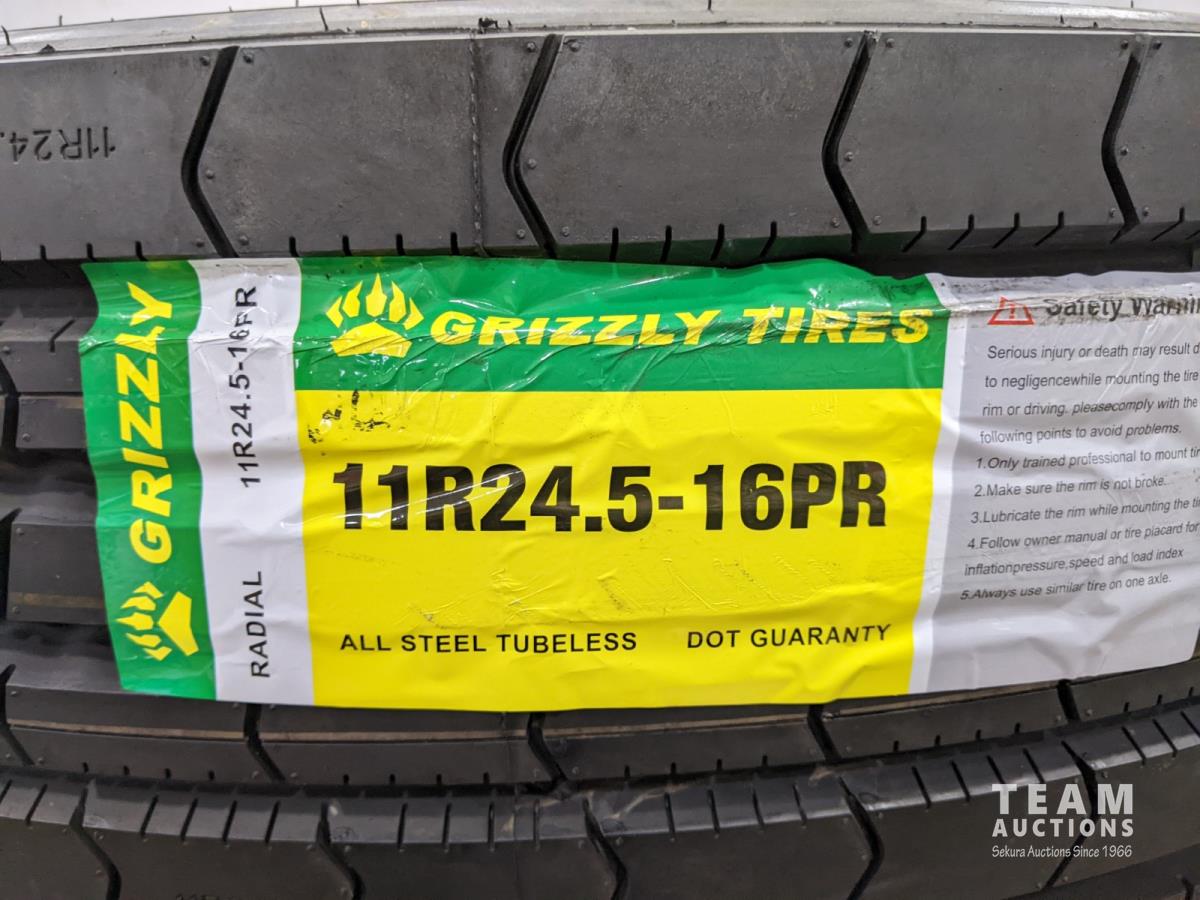 11R24.
GRIZZLY
RADIAL 11R24.5-16PR
GRIZZLY TIRES
11R24.5-16PR
ALL STEEL TUBELESS DOT GUARANTY
Safety Warni
Serious injury or death may result d
to negligencewhile mounting the tire
rim or driving. pleasecomply with the
following points to avoid problems.
1.Only trained professional to mount tir
2.Make sure the rim is not broke..
3.Lubricate the rim while mounting the ti
4.Follow owner manual or tire placard for
inflationpressure,speed and load index
5.Always use similar tire on one axle.
TEAM
AUCTIONS
Sekura Auctions Since 1966